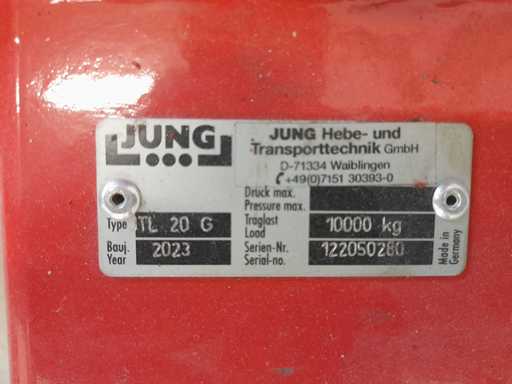 JUNG
JUNG Hebe- und
Transporttechnik GmbH
D-71334 Waiblingen
✆+49(0)7151 30393-0
Druck max.
Pressure max.
Type JTL 20 G
Traglast
Load
10000 kg
Bauj.
Year
2023
Serien-Nr.
Serial-no.
122050280
Made in
Germany